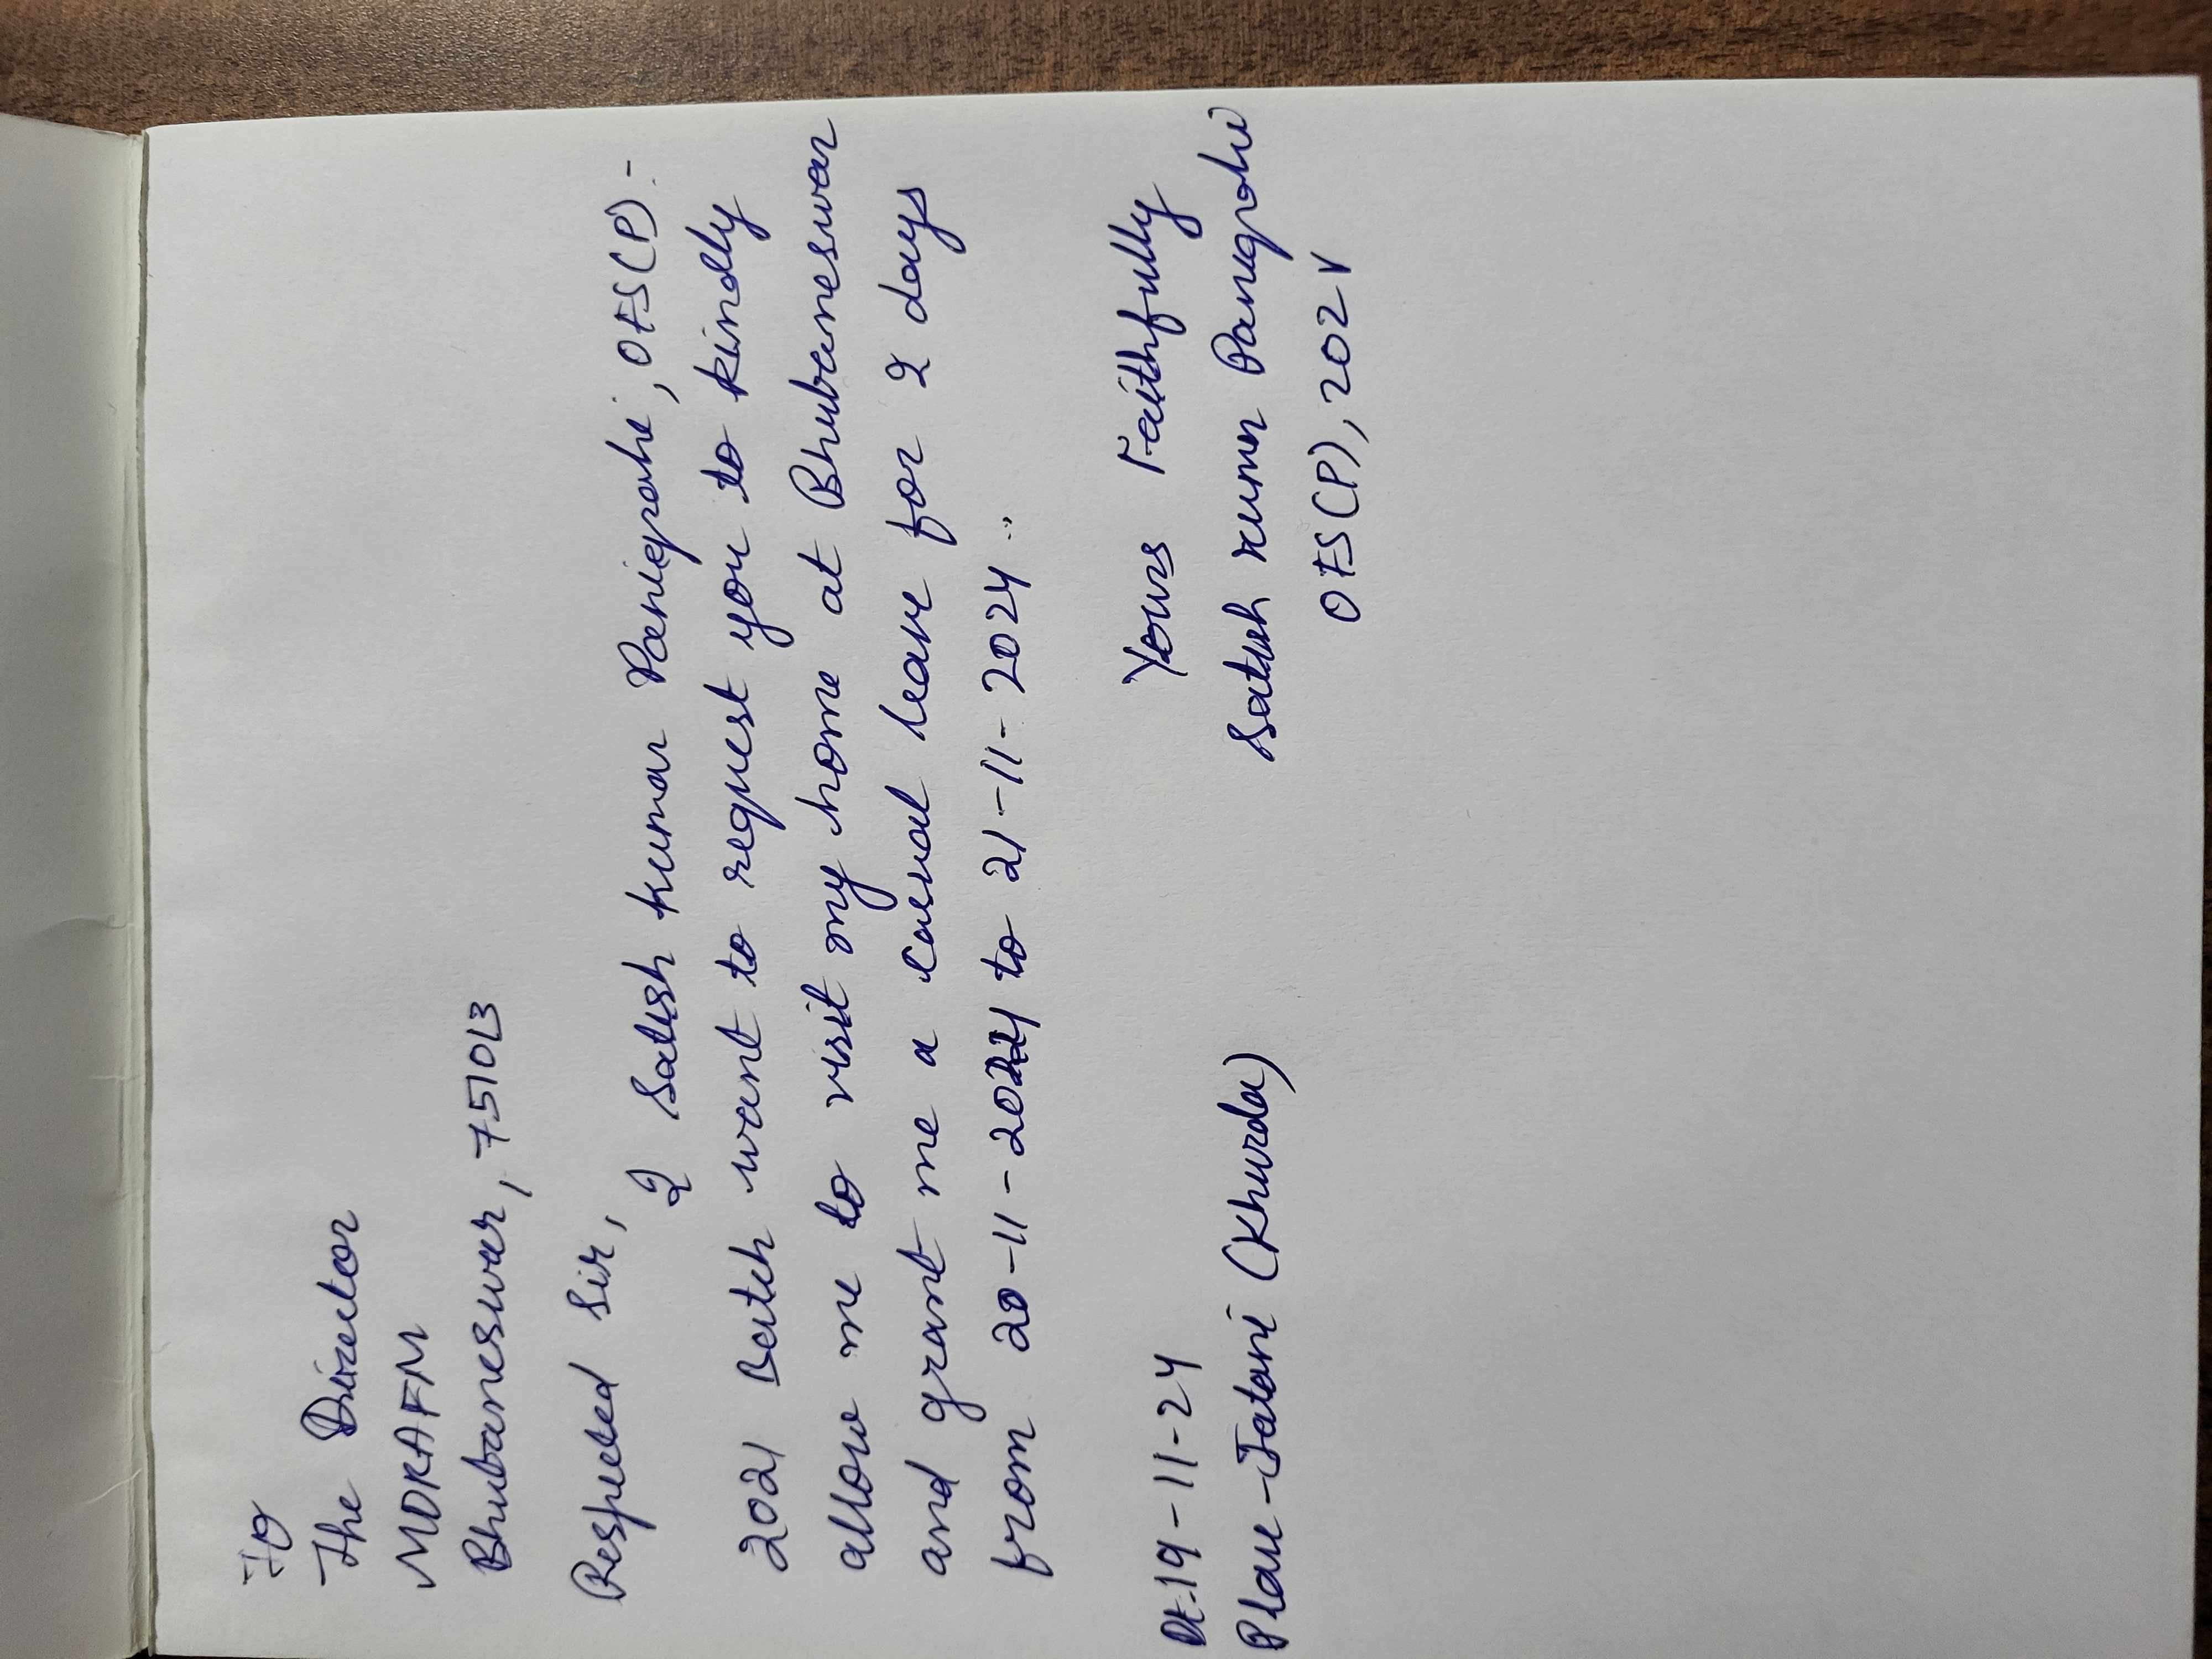 To
The Director
MDRAFM
Bhubaneswar, 751013
Respected Sir,
I Satish Kumar Panigrahi, OFS(P)-
2021 Batch want to request you to kindly
allow me to visit my home at Bhubaneswar
and grant me a casual leave for 2 days
from 20-11-2024 to 21-11-2024.
Yours Faithfully
Dt.19-11-24
Satish Kumar Panigrahi
Place-Jatani (Khurda)
OFS(P), 2021